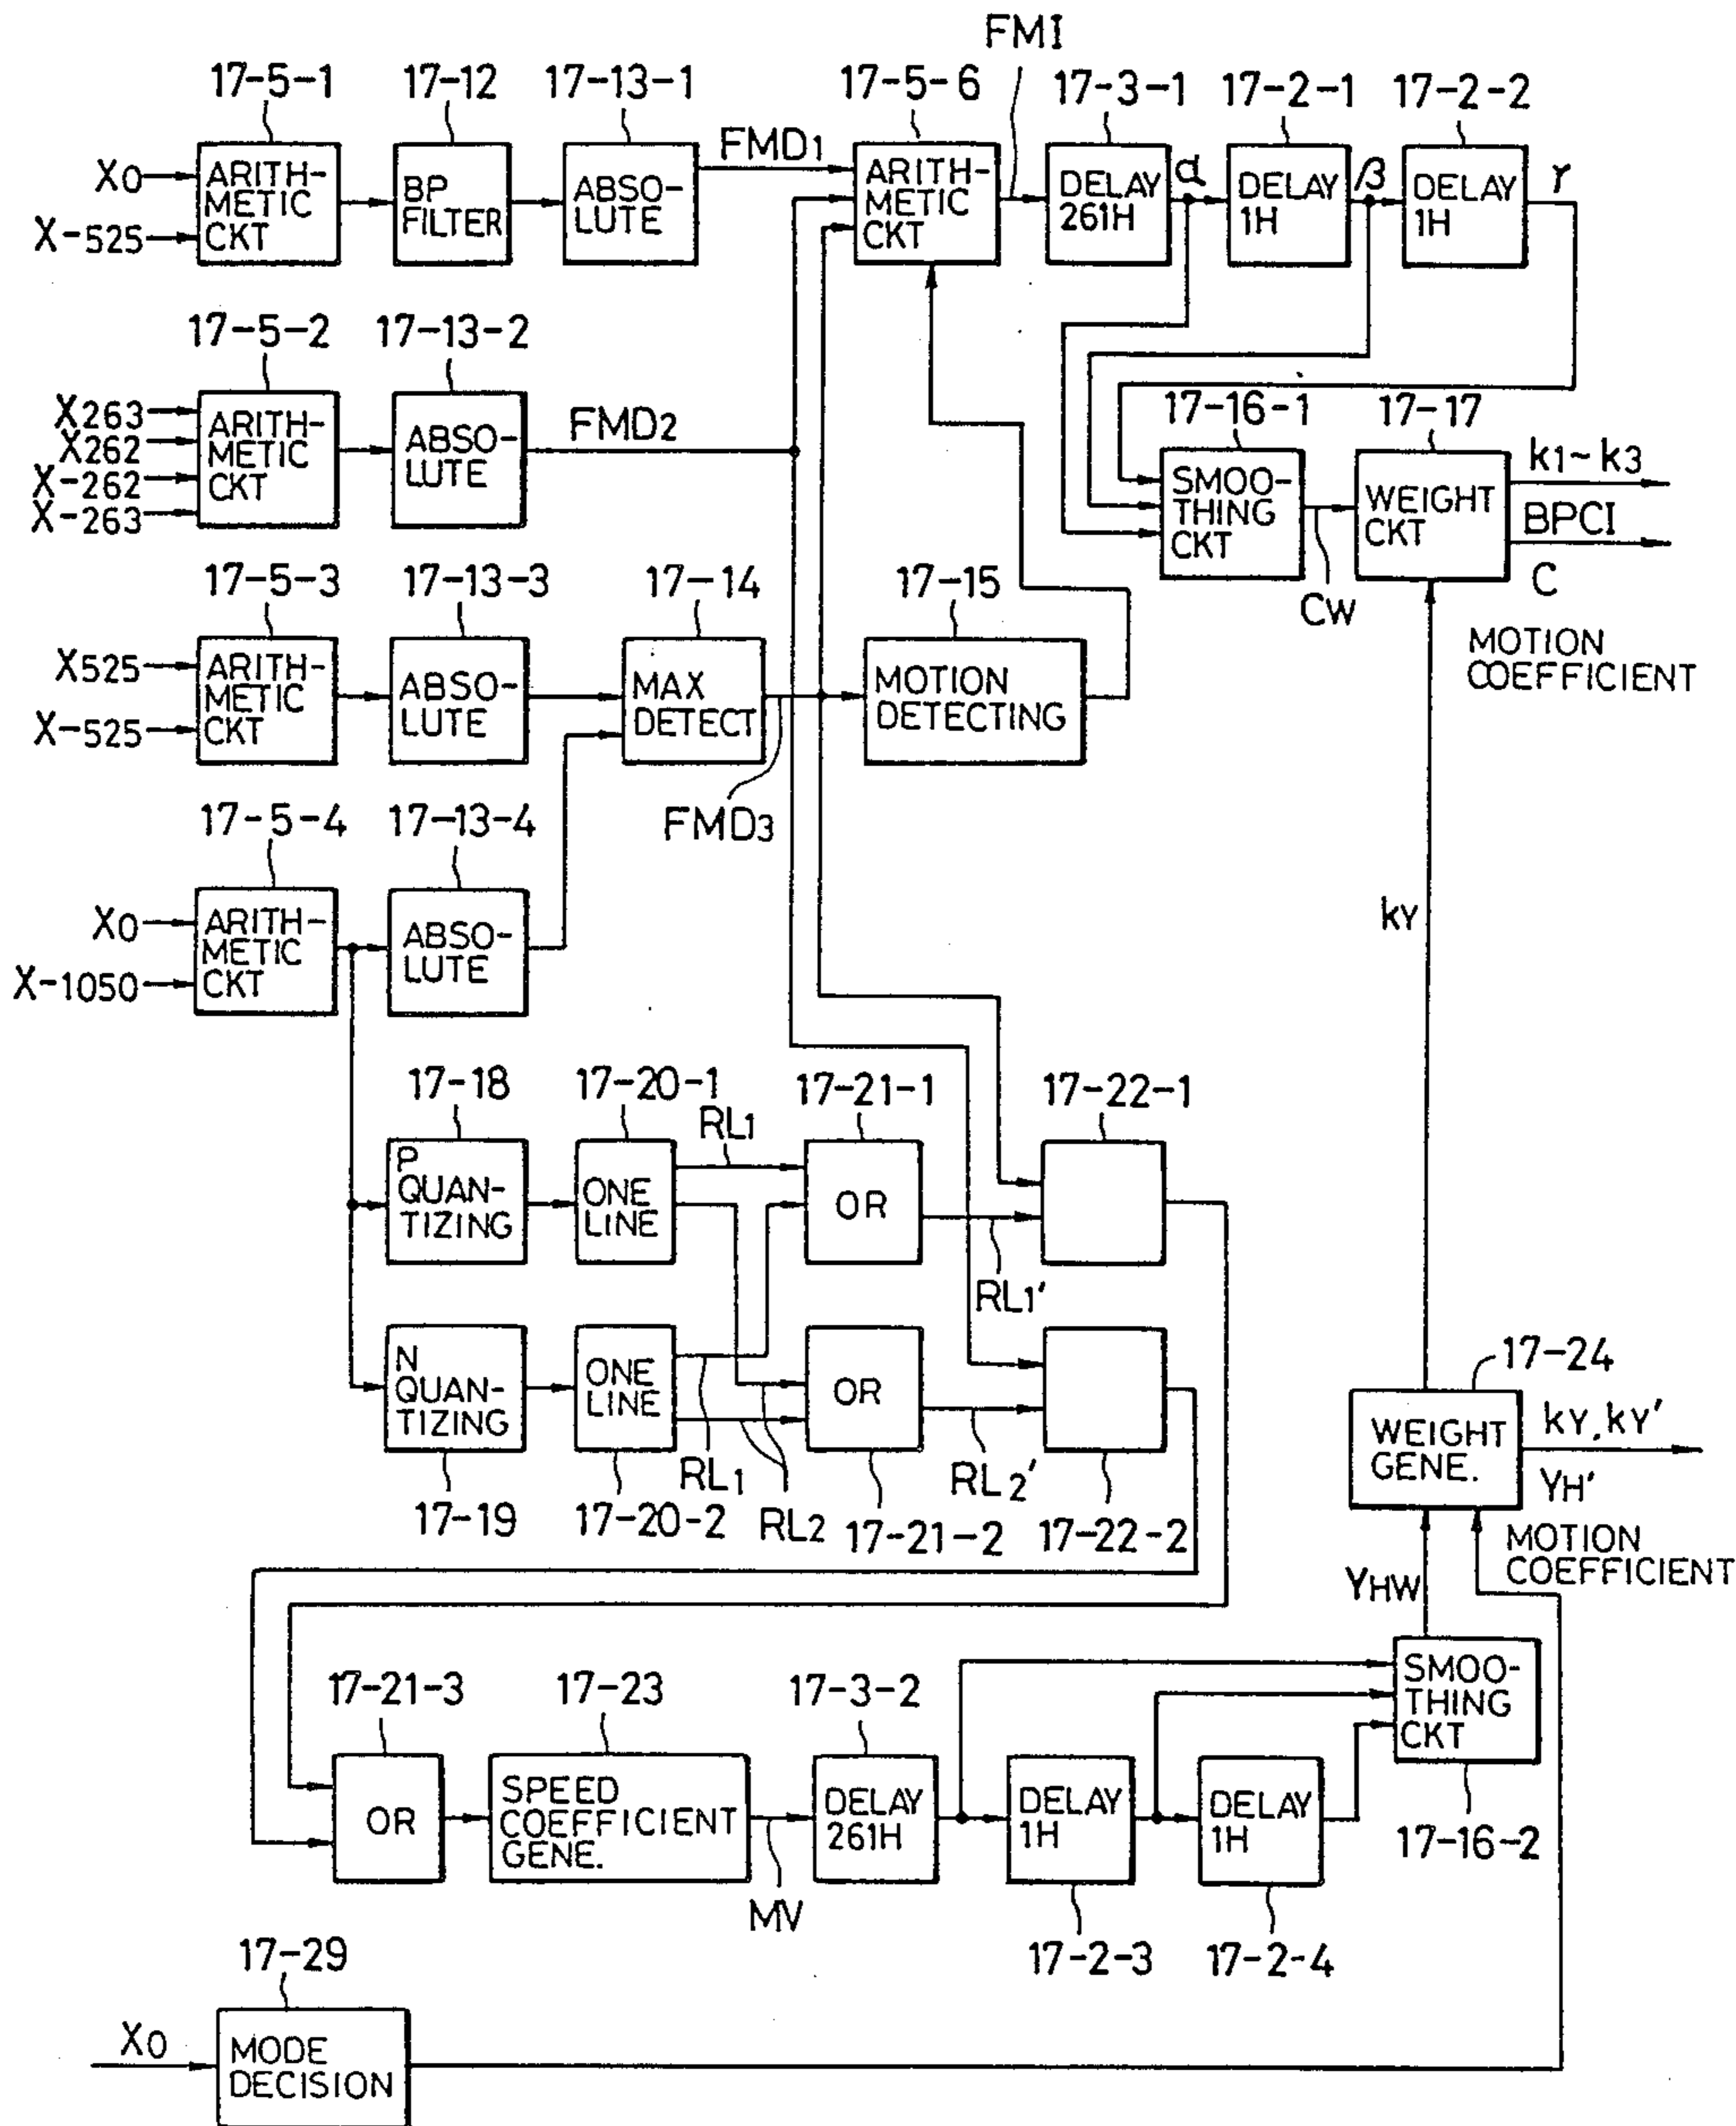 FMI
17-5-1
17-12
17-13-1
17-5-6
17-3-1
17-2-1
17-2-2
X0
X-525
ARITH-
METIC
CKT
BP
FILTER
ABSO-
LUTE
FMD1
ARITH-
METIC
CKT
DELAY
261H
α
DELAY
1H
β
DELAY
1H
γ
17-5-2
17-13-2
X263
X262
X-262
X-263
ARITH-
METIC
CKT
ABSO-
LUTE
FMD2
17-16-1
17-17
SMOO-
THING
CKT
CW
WEIGHT
CKT
k1~k3
BPCI
C
MOTION
COEFFICIENT
17-5-3
17-13-3
17-14
17-15
X525
X-525
ARITH-
METIC
CKT
ABSO-
LUTE
MAX
DETECT
MOTION
DETECTING
FMD3
17-5-4
17-13-4
X0
X-1050
ARITH-
METIC
CKT
ABSO-
LUTE
kY
17-18
17-20-1
RL1
17-21-1
17-22-1
P
QUAN-
TIZING
ONE
LINE
OR
RL1'
N
QUAN-
TIZING
ONE
LINE
OR
RL1
RL2
RL2'
17-19
17-20-2
17-21-2
17-22-2
17-24
WEIGHT
GENE.
kY, kY'
YH'
MOTION
COEFFICIENT
YHW
17-21-3
17-23
17-3-2
SMOO-
THING
CKT
17-16-2
OR
SPEED
COEFFICIENT
GENE.
MV
DELAY
261H
DELAY
1H
DELAY
1H
17-2-3
17-2-4
17-29
X0
MODE
DECISION